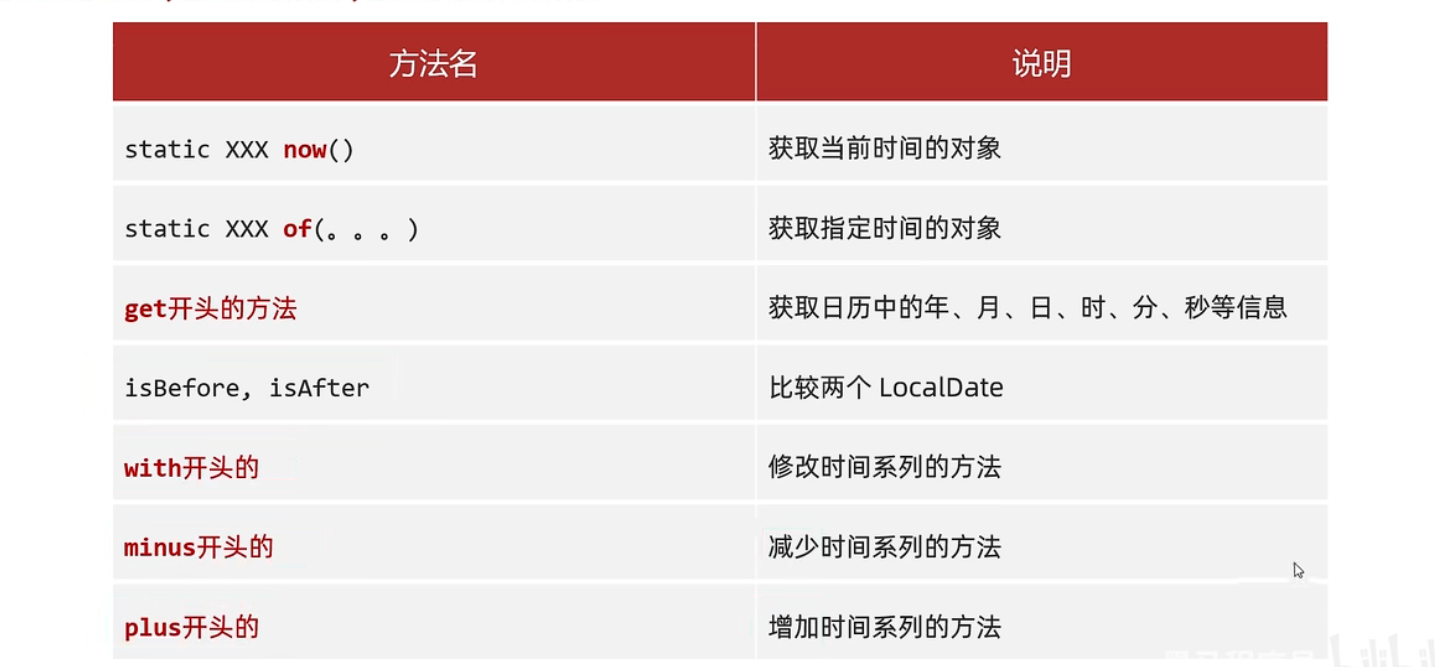 方法名 说明
static XXX now() 获取当前时间的对象
static XXX of(。。。) 获取指定时间的对象
get开头的方法 获取日历中的年、月、日、时、分、秒等信息
isBefore, isAfter 比较两个 LocalDate
with开头的 修改时间系列的方法
minus开头的 减少时间系列的方法
plus开头的 增加时间系列的方法